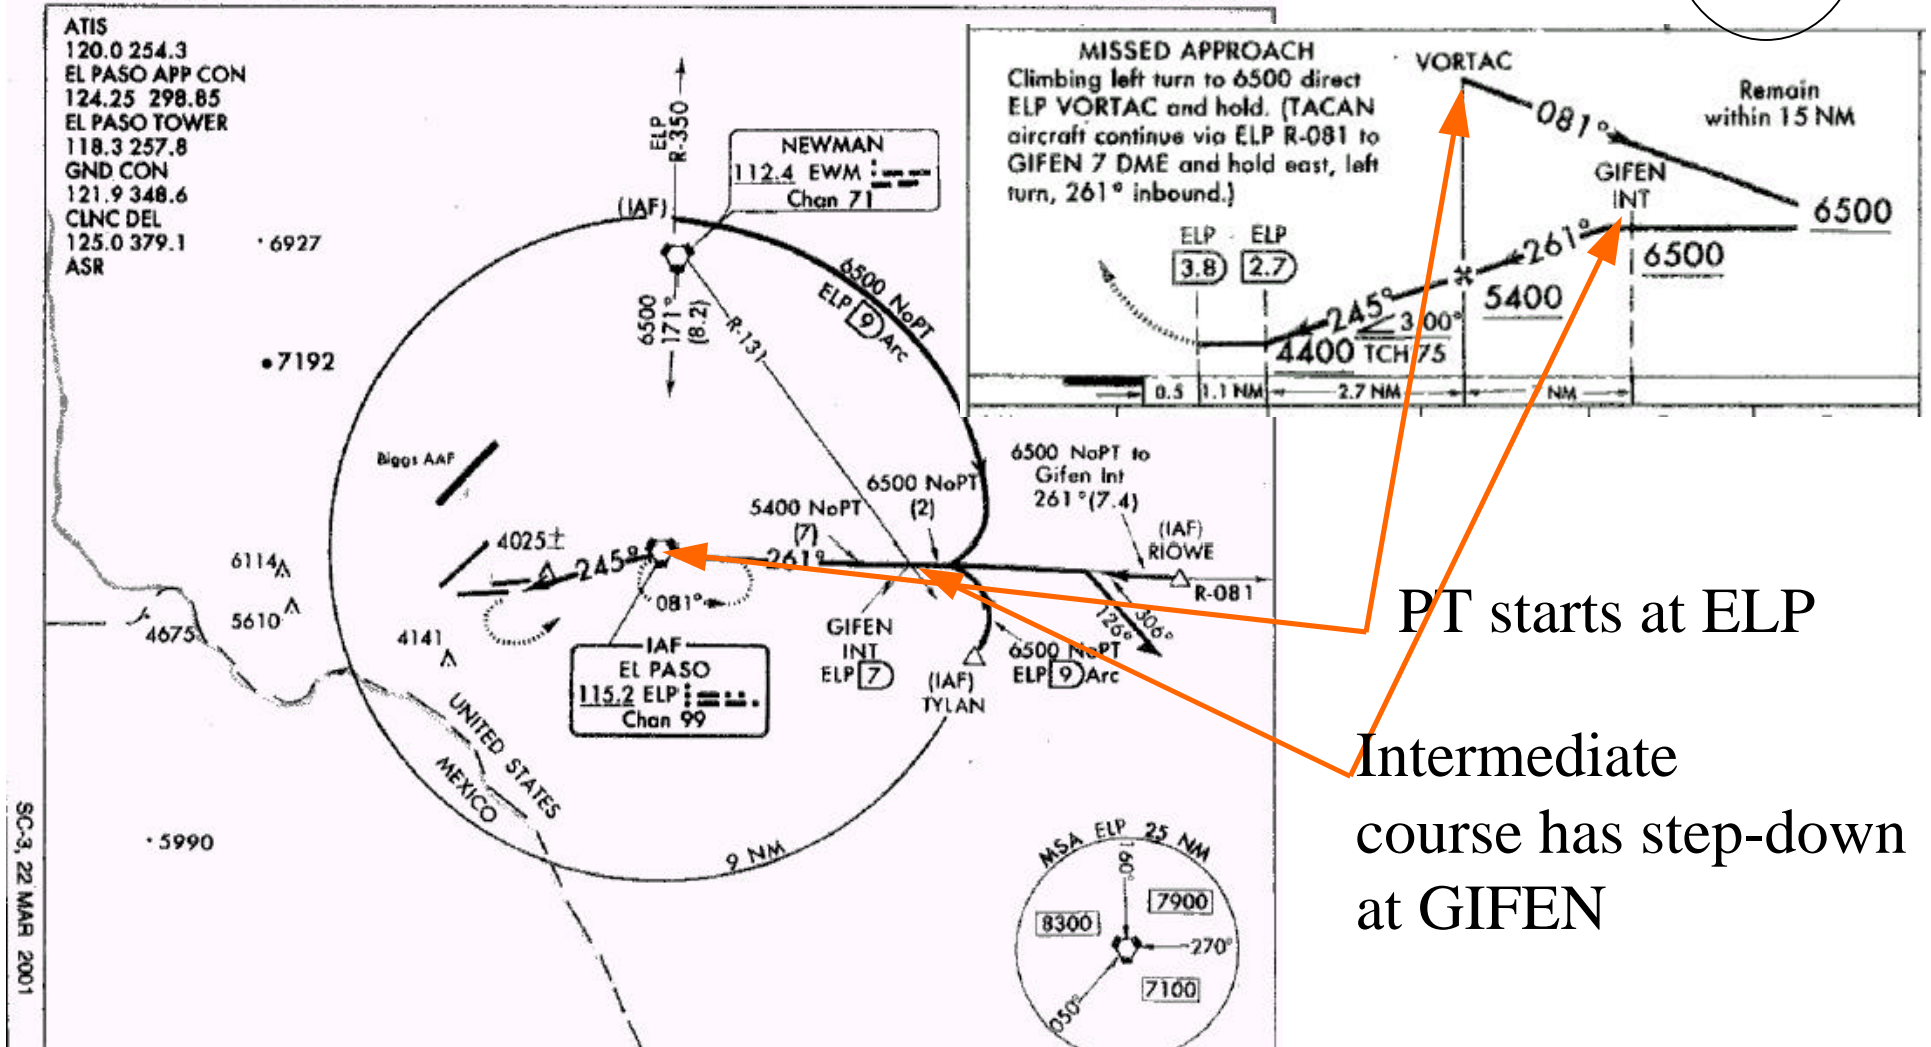 ATIS
120.0 254.3
EL PASO APP CON
124.25 298.85
EL PASO TOWER
118.3 257.8
GND CON
121.9 348.6
CLNC DEL
125.0 379.1
ASR
MISSED APPROACH
Climbing left turn to 6500 direct
ELP VORTAC and hold. (TACAN
aircraft continue via ELP R-081 to
GIFEN 7 DME and hold east, left
turn, 261° inbound.)
VORTAC
Remain
within 15 NM
081°
GIFEN
INT
6500
6500
261°
5400
ELP
3.8
ELP
2.7
245°
3.00°
4400 TCH 75
0.5
1.1 NM
2.7 NM
7 NM
ELP
R-350
NEWMAN
112.4 EWM
Chan 71
(IAF)
6500 NoPT
ELP 9 Arc
6500
171°
(8.2)
R-131
6927
7192
Biggs AAF
6500 NoPT to
Gifen Int
261°(7.4)
6500 NoPT
(2)
5400 NoPT
(7)
(IAF)
RIOWE
R-081
4025±
245°
261°
081°
6114
5610
4675
4141
GIFEN
INT
ELP 7
126°
306°
6500 NoPT
ELP 9 Arc
(IAF)
TYLAN
IAF
EL PASO
115.2 ELP
Chan 99
UNITED STATES
MEXICO
5990
9 NM
MSA ELP 25 NM
160°
7900
8300
270°
7100
050°
SC-3, 22 MAR 2001
PT starts at ELP
Intermediate
course has step-down
at GIFEN